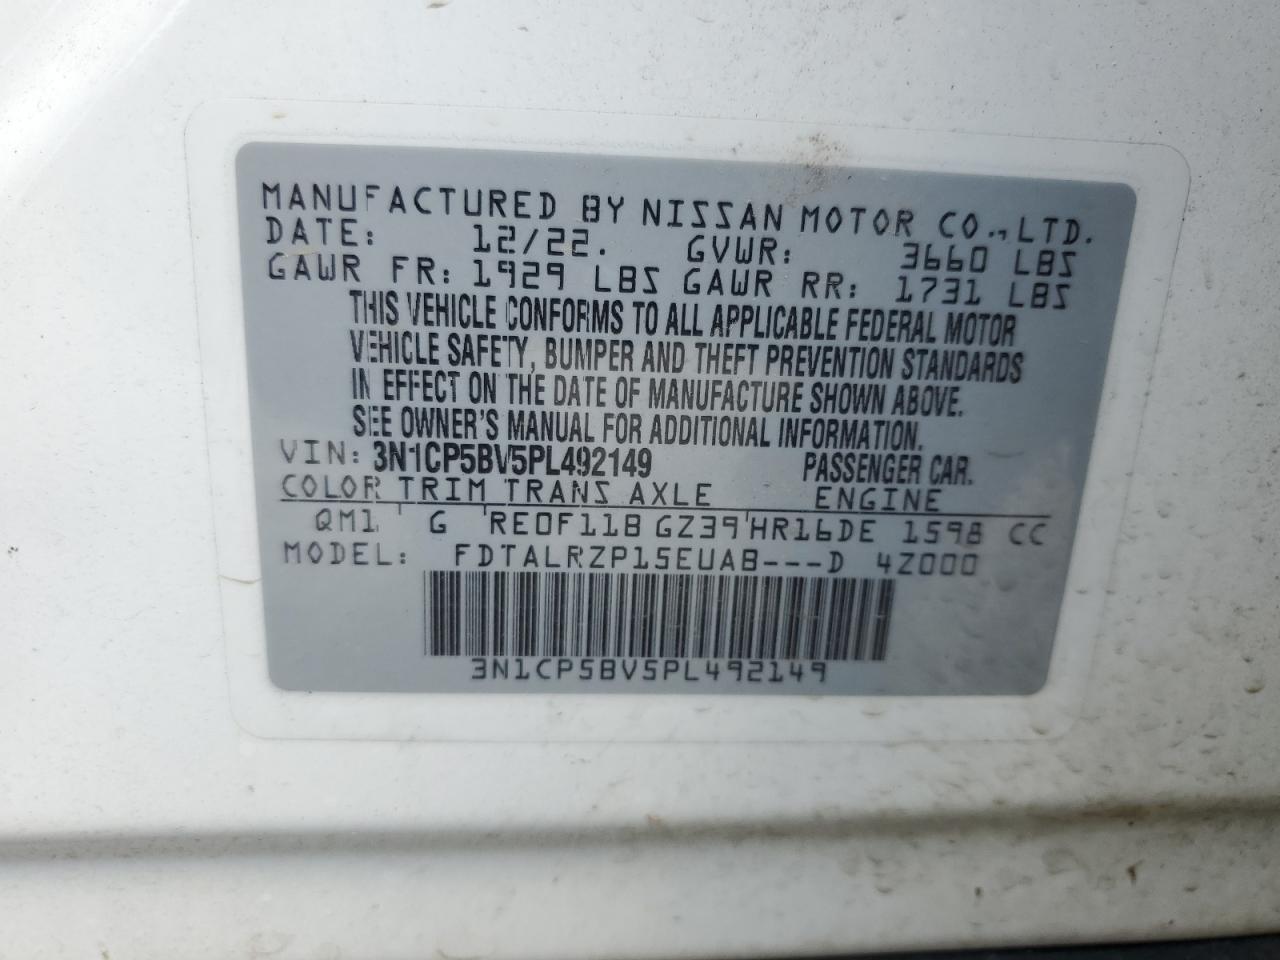 MANUFACTURED BY NISSAN MOTOR CO., LTD.
DATE: 12/22. GVWR: 3660 LBS
GAWR FR: 1929 LBS GAWR RR: 1731 LBS
THIS VEHICLE CONFORMS TO ALL APPLICABLE FEDERAL MOTOR
VEHICLE SAFETY, BUMPER AND THEFT PREVENTION STANDARDS
IN EFFECT ON THE DATE OF MANUFACTURE SHOWN ABOVE.
SEE OWNER'S MANUAL FOR ADDITIONAL INFORMATION.
VIN: 3N1CP5BV5PL492149 PASSENGER CAR.
COLOR TRIM TRANS AXLE ENGINE
QM1 G RE0F11B GZ39 HR16DE 1598 CC
MODEL: FDTALRZP15EUAB---D 4Z000
3N1CP5BV5PL492149